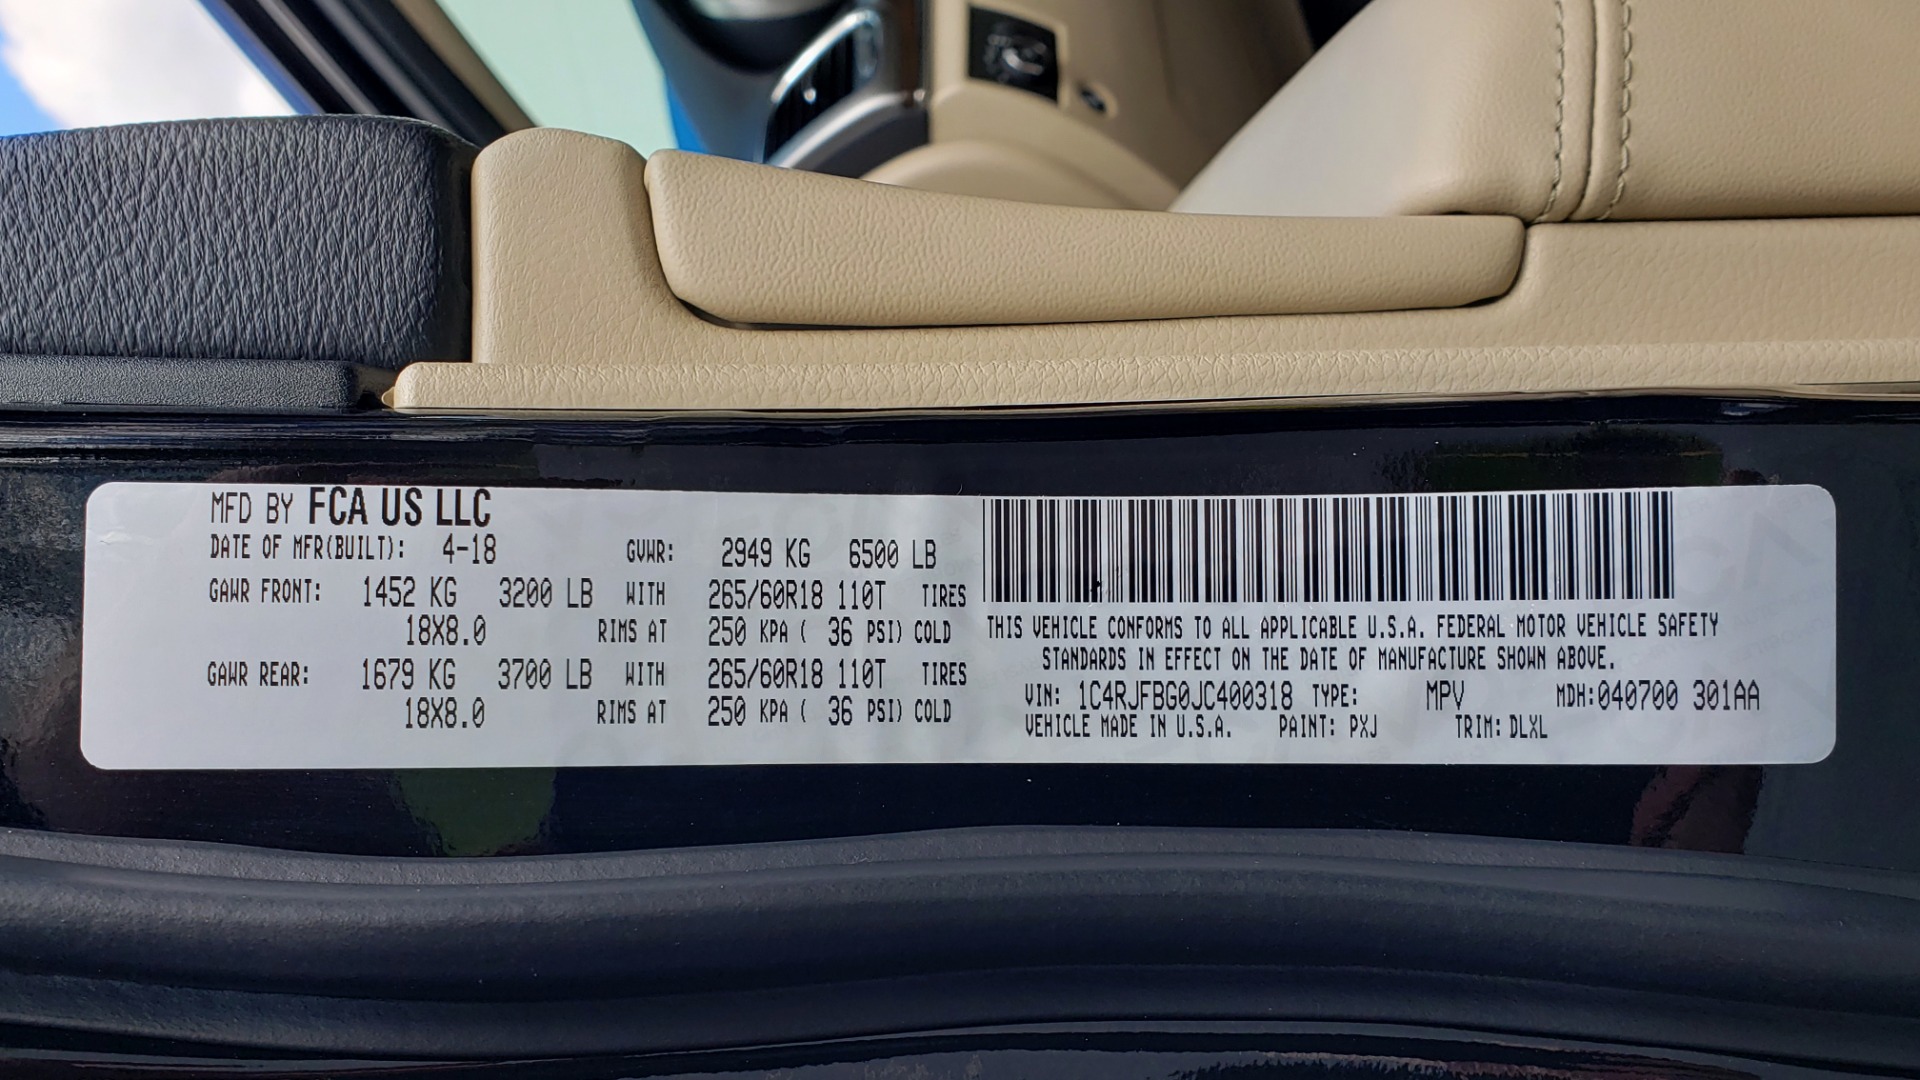 MFD BY FCA US LLC
DATE OF MFR(BUILT): 4-18 GVWR: 2949 KG 6500 LB
GAWR FRONT: 1452 KG 3200 LB WITH 265/60R18 110T TIRES
18X8.0 RIMS AT 250 KPA ( 36 PSI) COLD
GAWR REAR: 1679 KG 3700 LB WITH 265/60R18 110T TIRES
18X8.0 RIMS AT 250 KPA ( 36 PSI) COLD
THIS VEHICLE CONFORMS TO ALL APPLICABLE U.S.A. FEDERAL MOTOR VEHICLE SAFETY
STANDARDS IN EFFECT ON THE DATE OF MANUFACTURE SHOWN ABOVE.
VIN: 1C4RJFBG0JC400318 TYPE: MPV MDH:040700 301AA
VEHICLE MADE IN U.S.A. PAINT: PXJ TRIM: DLXL